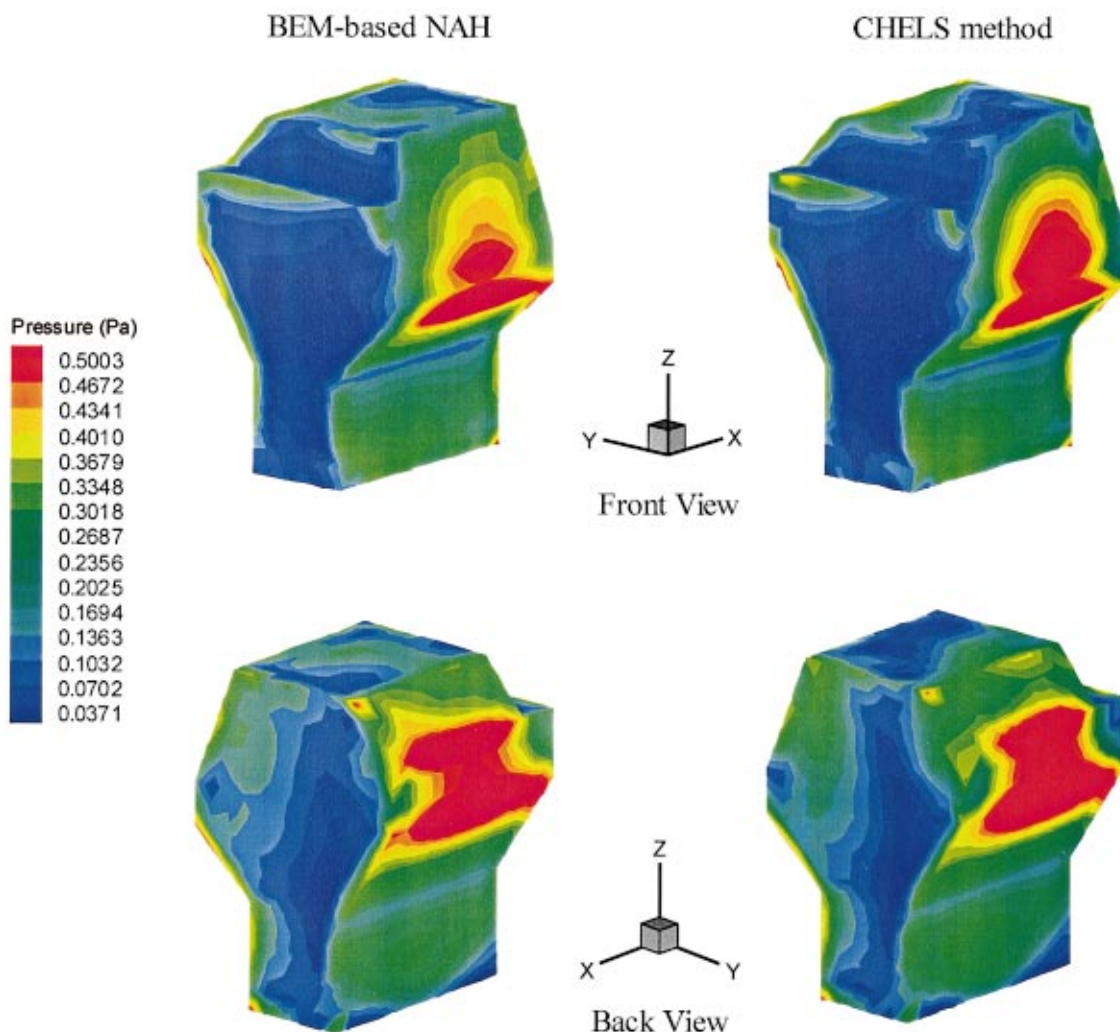 BEM-based NAH
CHELS method
Pressure (Pa)
0.5003
0.4672
0.4341
0.4010
0.3679
0.3348
0.3018
0.2687
0.2356
0.2025
0.1694
0.1363
0.1032
0.0702
0.0371
Z
Y
X
Front View
Z
X
Y
Back View